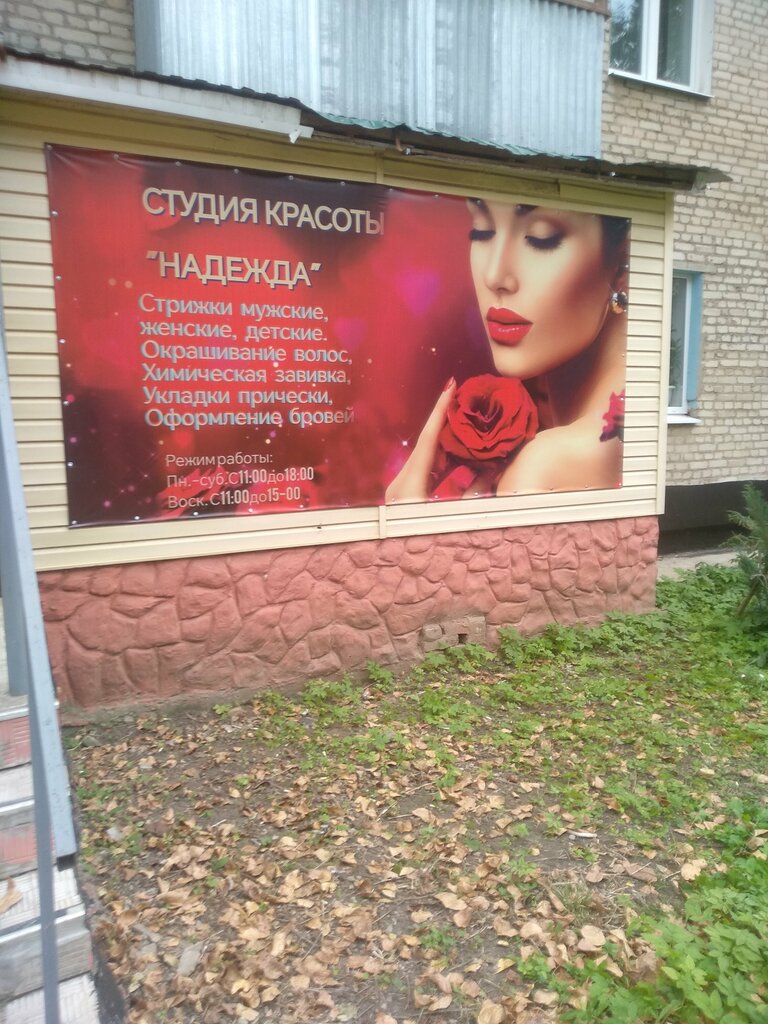 СТУДИЯ КРАСОТЫ
"НАДЕЖДА"
Стрижки мужские,
женские, детские.
Окрашивание волос,
Химическая завивка,
Укладки прически,
Оформление бровей
Режим работы:
Пн.-суб.С11:00до18:00
Воск.С11:00до15-00